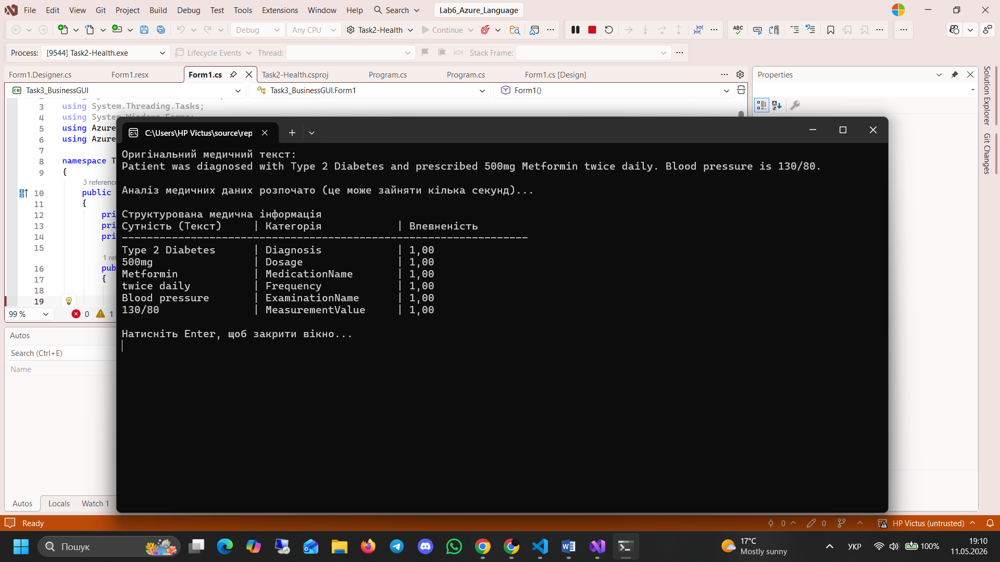 File Edit View Git Project Build Debug Test Tools Extensions Window Help Search Lab6_Azure_Language
Debug Any CPU Task2-Health Continue
Process: [9544] Task2-Health.exe Lifecycle Events Thread: Stack Frame:
Form1.Designer.cs Form1.resx Form1.cs Task2-Health.csproj Program.cs Program.cs Form1.cs [Design]
Properties
Task3_BusinessGUI Task3_BusinessGUI.Form1 Form1()
3 using System.Threading.Tasks;
4 using System.Windows.Forms;
5 using Azure
6 using Azure
7
8 namespace T
9 {
3 reference
10 public
11 {
12 pri
13 pri
14 pri
15
1 ref
16 pub
17 {
18
19
99 % 0 1
Autos
Search (Ctrl+E)
Name
Autos Locals Watch 1
Solution Explorer
Git Changes
C:\Users\HP Victus\source\rep
Оригінальний медичний текст:
Patient was diagnosed with Type 2 Diabetes and prescribed 500mg Metformin twice daily. Blood pressure is 130/80.
Аналіз медичних даних розпочато (це може зайняти кілька секунд)...
Структурована медична інформація
Сутність (Текст) | Категорія | Впевненість
-----------------------------------------------------------------
Type 2 Diabetes | Diagnosis | 1,00
500mg | Dosage | 1,00
Metformin | MedicationName | 1,00
twice daily | Frequency | 1,00
Blood pressure | ExaminationName | 1,00
130/80 | MeasurementValue | 1,00
Натисніть Enter, щоб закрити вікно...
Ready 0 0 HP Victus (untrusted)
Пошук
17°C
Mostly sunny
УКР 100%
19:10
11.05.2026